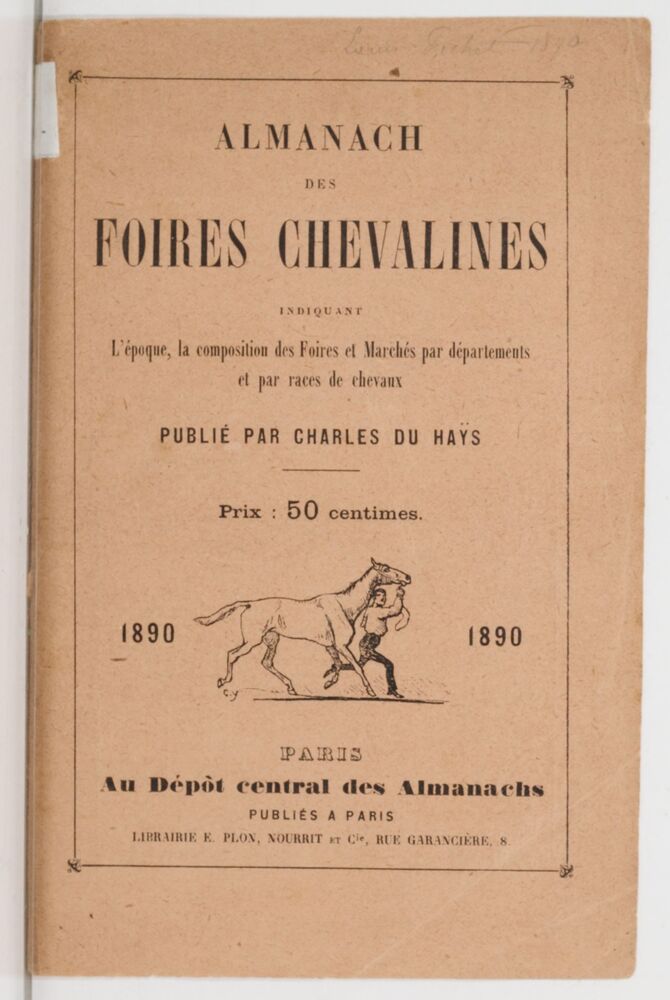 1890
ALMANACH
DES
FOIRES CHEVALINES
INDIQUANT
L'époque, la composition des Foires et Marchés par départements
et par races de chevaux
PUBLIÉ PAR CHARLES DU HAŸS
Prix : 50 centimes.
1890 1890
C.y
PARIS
Au Dépôt central des Almanachs
PUBLIÉS A PARIS
LIBRAIRIE E. PLON, NOURRIT ET Cie, RUE GARANCIÈRE, 8